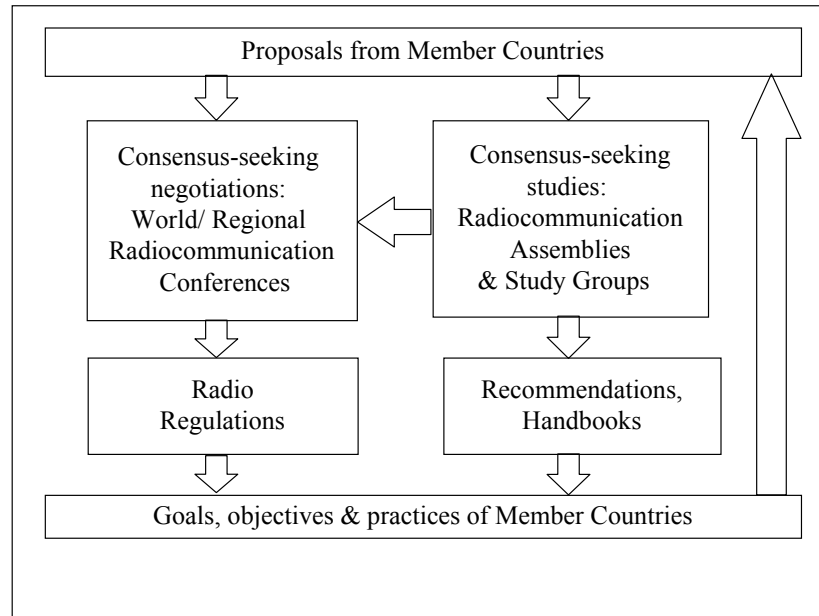 Proposals from Member Countries
Consensus-seeking
negotiations:
World/ Regional
Radiocommunication
Conferences
Consensus-seeking
studies:
Radiocommunication
Assemblies
& Study Groups
Radio
Regulations
Recommendations,
Handbooks
Goals, objectives & practices of Member Countries